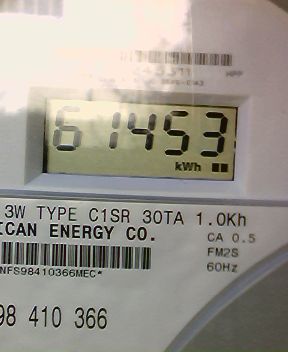 61453
kWh
3W TYPE C1SR 30TA 1.0Kh
ICAN ENERGY CO.
CA 0.5
FM2S
60Hz
NFS98410366MEC*
98 410 366